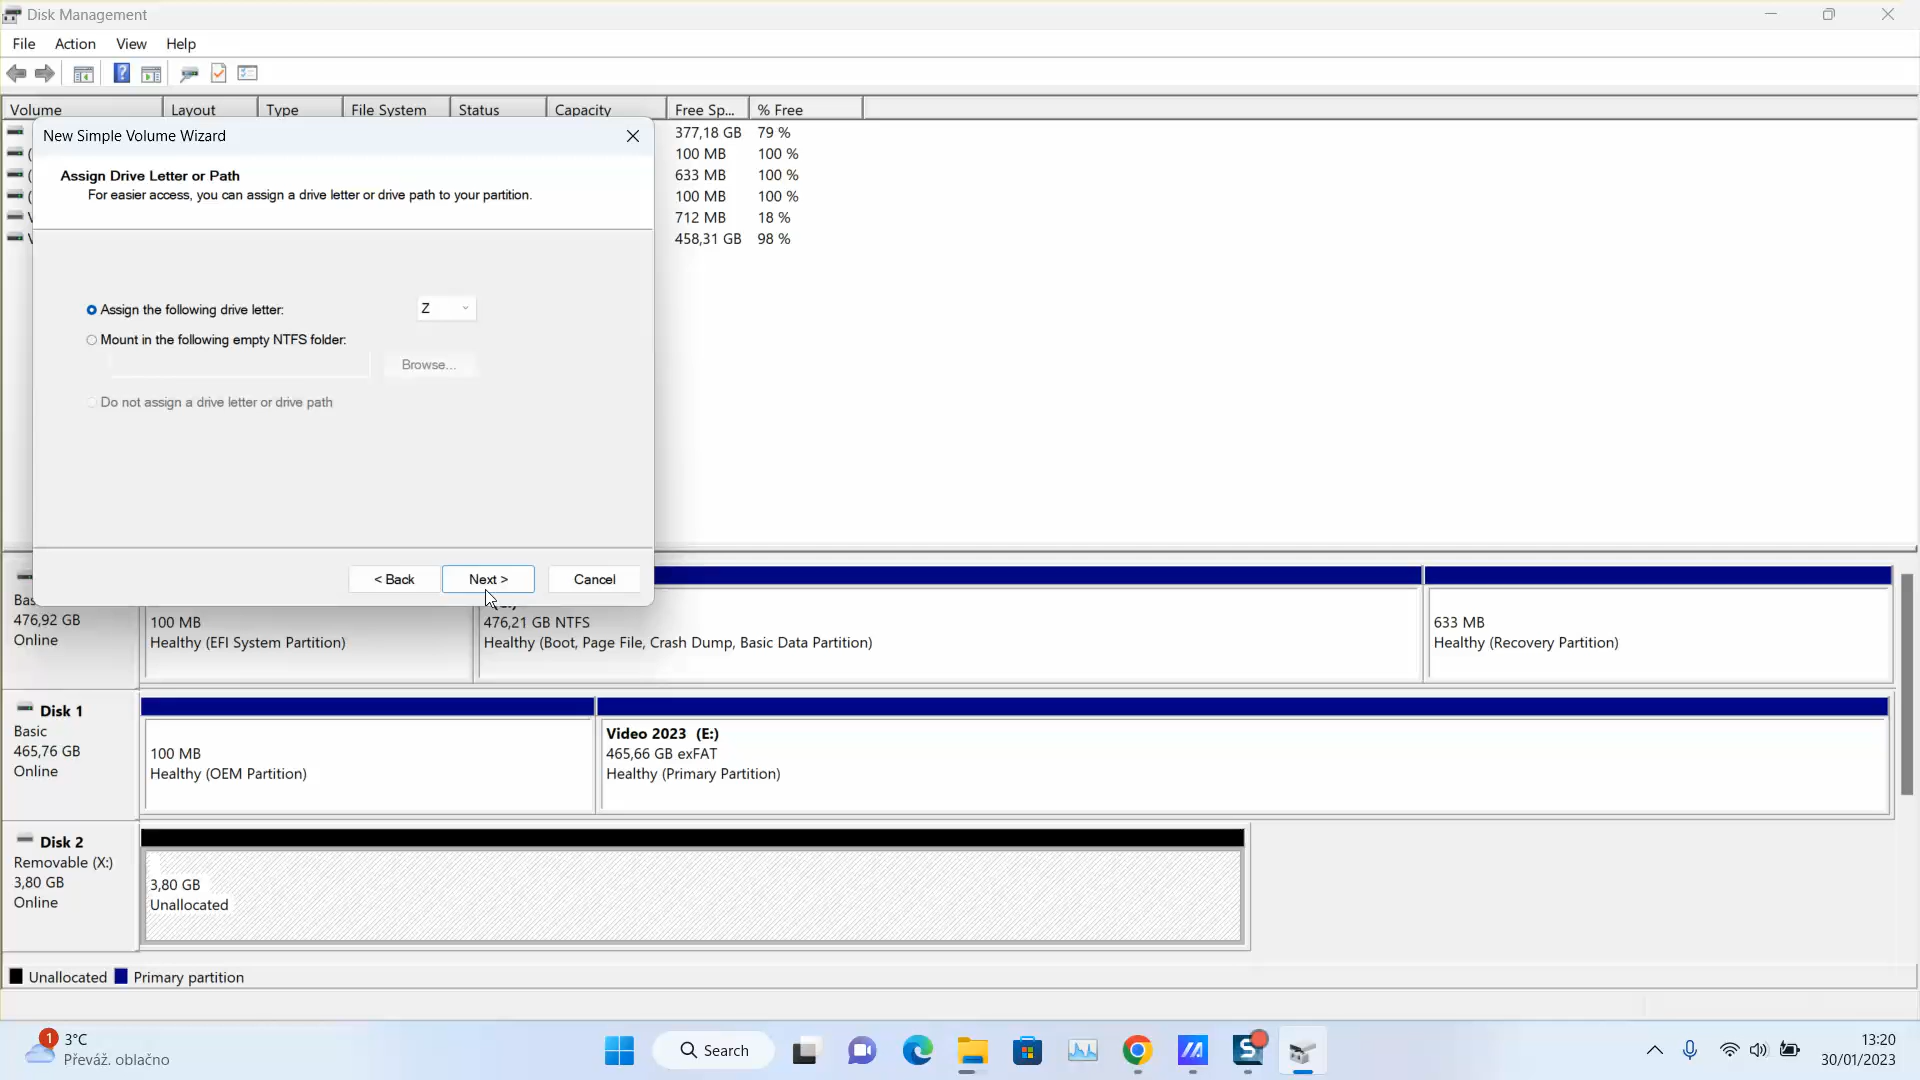 Disk Management
File Action View Help
Volume Layout Type File System Status Capacity Free Sp... % Free
377,18 GB 79 %
100 MB 100 %
633 MB 100 %
100 MB 100 %
712 MB 18 %
458,31 GB 98 %
New Simple Volume Wizard
Assign Drive Letter or Path
For easier access, you can assign a drive letter or drive path to your partition.
Assign the following drive letter: Z
Mount in the following empty NTFS folder:
Browse...
Do not assign a drive letter or drive path
< Back Next > Cancel
476,92 GB
Online
100 MB
Healthy (EFI System Partition)
476,21 GB NTFS
Healthy (Boot, Page File, Crash Dump, Basic Data Partition)
633 MB
Healthy (Recovery Partition)
Disk 1
Basic
465,76 GB
Online
100 MB
Healthy (OEM Partition)
Video 2023 (E:)
465,66 GB exFAT
Healthy (Primary Partition)
Disk 2
Removable (X:)
3,80 GB
Online
3,80 GB
Unallocated
Unallocated Primary partition
1
3°C
Převáž. oblačno
Search
13:20
30/01/2023